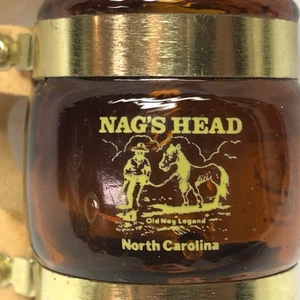 NAG'S HEAD
Old Nag Legend
North Carolina